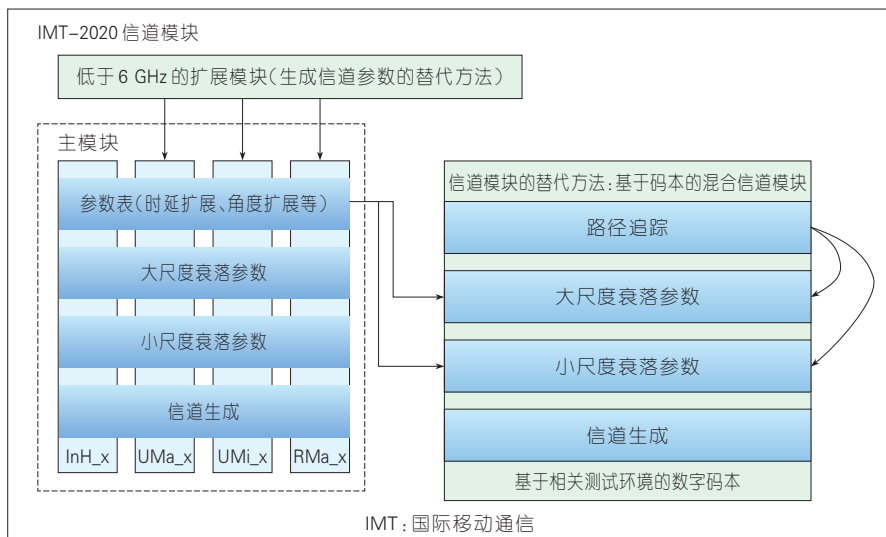 IMT-2020 信道模块
低于 6 GHz 的扩展模块(生成信道参数的替代方法)
主模块
参数表(时延扩展、角度扩展等)
大尺度衰落参数
小尺度衰落参数
信道生成
InH_x UMa_x UMi_x RMa_x
信道模块的替代方法:基于码本的混合信道模块
路径追踪
大尺度衰落参数
小尺度衰落参数
信道生成
基于相关测试环境的数字码本
IMT:国际移动通信